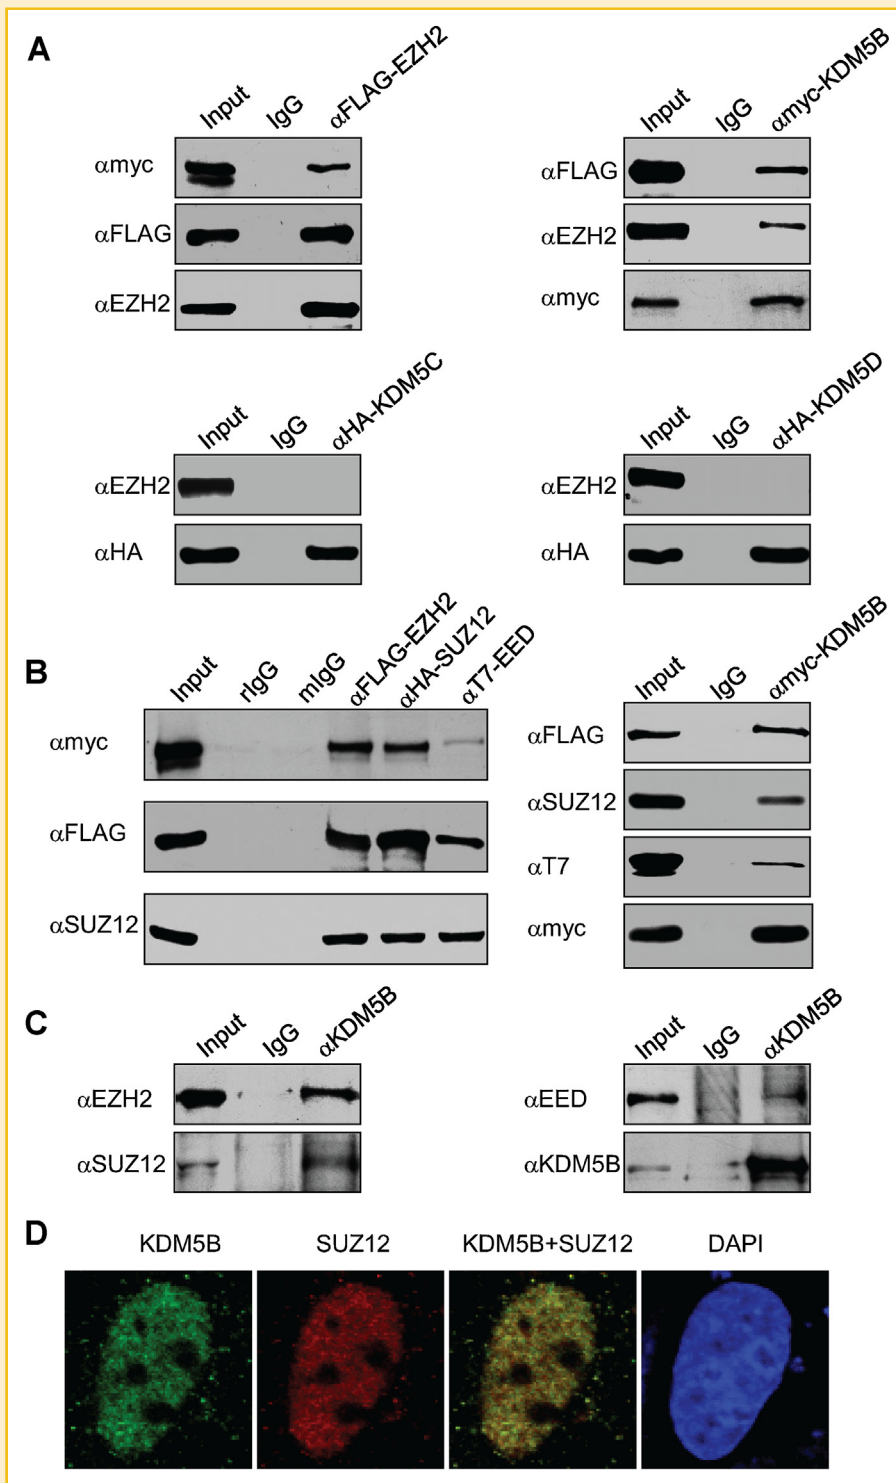 A
Input IgG αFLAG-EZH2
αmyc
αFLAG
αEZH2
Input IgG αmyc-KDM5B
αFLAG
αEZH2
αmyc
Input IgG αHA-KDM5C
αEZH2
αHA
Input IgG αHA-KDM5D
αEZH2
αHA
B
Input rIgG mIgG αFLAG-EZH2 αHA-SUZ12 αT7-EED
αmyc
αFLAG
αSUZ12
Input IgG αmyc-KDM5B
αFLAG
αSUZ12
αT7
αmyc
C
Input IgG αKDM5B
αEZH2
αSUZ12
Input IgG αKDM5B
αEED
αKDM5B
D
KDM5B SUZ12 KDM5B+SUZ12 DAPI